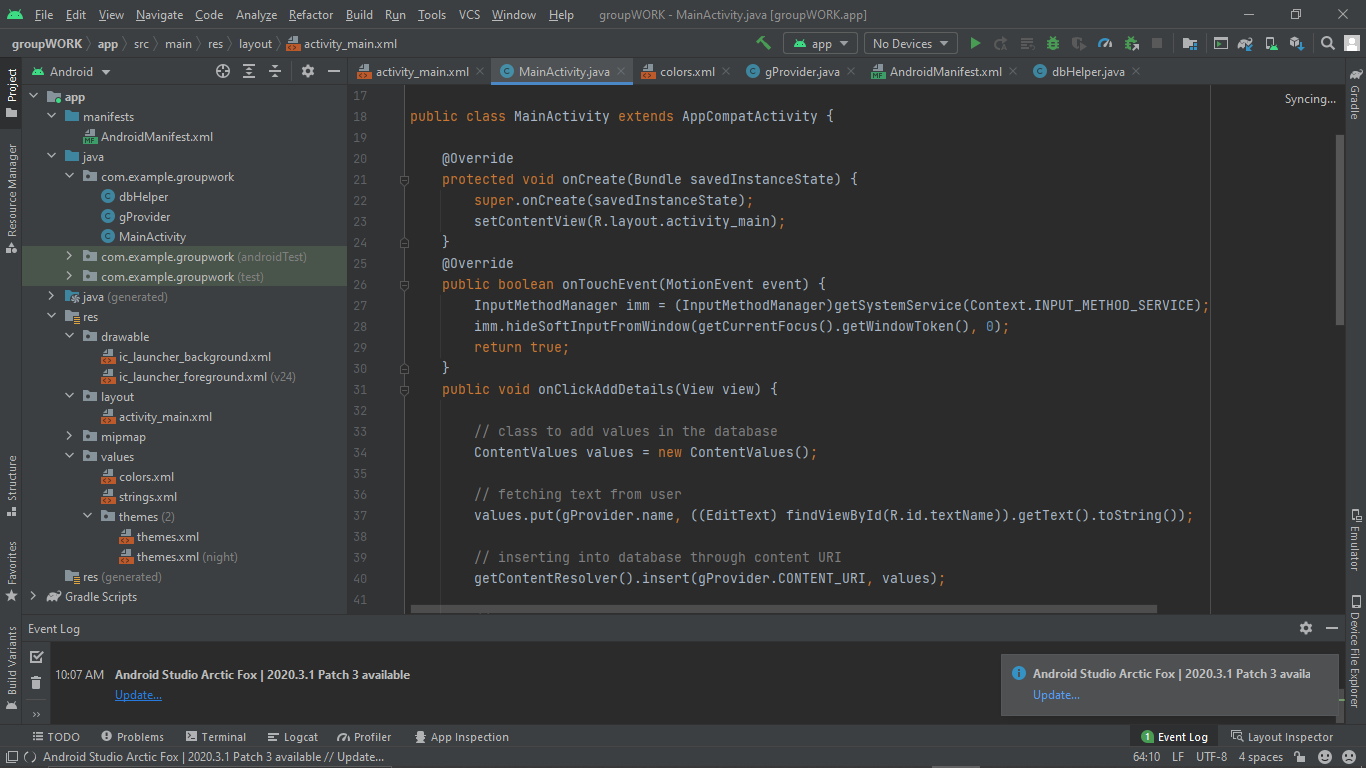 File Edit View Navigate Code Analyze Refactor Build Run Tools VCS Window Help groupWORK - MainActivity.java [groupWORK.app]
groupWORK app src main res layout activity_main.xml app No Devices
Project
Android
activity_main.xml MainActivity.java colors.xml gProvider.java AndroidManifest.xml dbHelper.java
Gradle
Syncing...
app
manifests
AndroidManifest.xml
java
com.example.groupwork
dbHelper
gProvider
MainActivity
com.example.groupwork (androidTest)
com.example.groupwork (test)
java (generated)
res
drawable
ic_launcher_background.xml
ic_launcher_foreground.xml (v24)
layout
activity_main.xml
mipmap
values
colors.xml
strings.xml
themes (2)
themes.xml
themes.xml (night)
res (generated)
Gradle Scripts
Resource Manager
Structure
Favorites
Build Variants
17
18 public class MainActivity extends AppCompatActivity {
19
20 @Override
21 protected void onCreate(Bundle savedInstanceState) {
22 super.onCreate(savedInstanceState);
23 setContentView(R.layout.activity_main);
24 }
25 @Override
26 public boolean onTouchEvent(MotionEvent event) {
27 InputMethodManager imm = (InputMethodManager)getSystemService(Context.INPUT_METHOD_SERVICE);
28 imm.hideSoftInputFromWindow(getCurrentFocus().getWindowToken(), 0);
29 return true;
30 }
31 public void onClickAddDetails(View view) {
32
33 // class to add values in the database
34 ContentValues values = new ContentValues();
35
36 // fetching text from user
37 values.put(gProvider.name, ((EditText) findViewById(R.id.textName)).getText().toString());
38
39 // inserting into database through content URI
40 getContentResolver().insert(gProvider.CONTENT_URI, values);
41
Emulator
Device File Explorer
Event Log
10:07 AM Android Studio Arctic Fox | 2020.3.1 Patch 3 available
Update...
Android Studio Arctic Fox | 2020.3.1 Patch 3 availa
Update...
TODO Problems Terminal Logcat Profiler App Inspection 1 Event Log Layout Inspector
Android Studio Arctic Fox | 2020.3.1 Patch 3 available // Update... 64:10 LF UTF-8 4 spaces